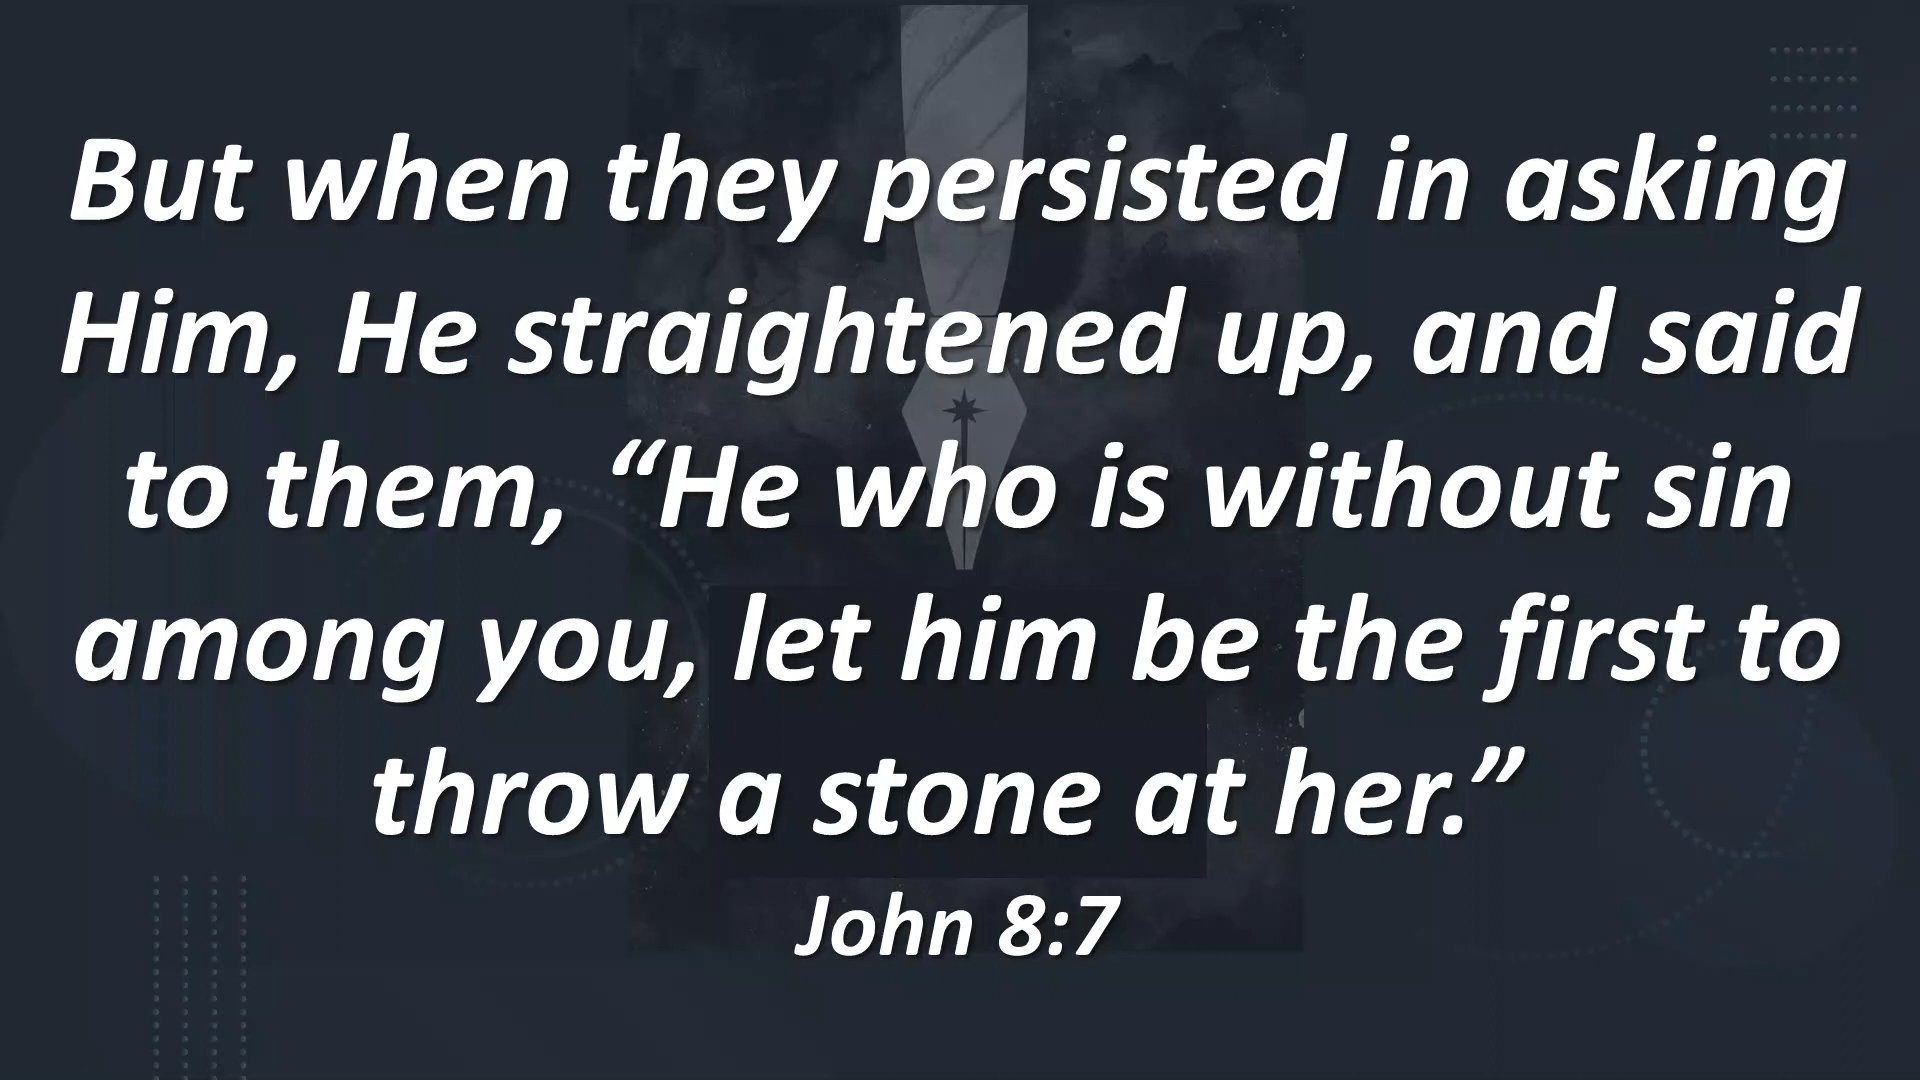 But when they persisted in asking
Him, He straightened up, and said
to them, “He who is without sin
among you, let him be the first to
throw a stone at her.”
John 8:7